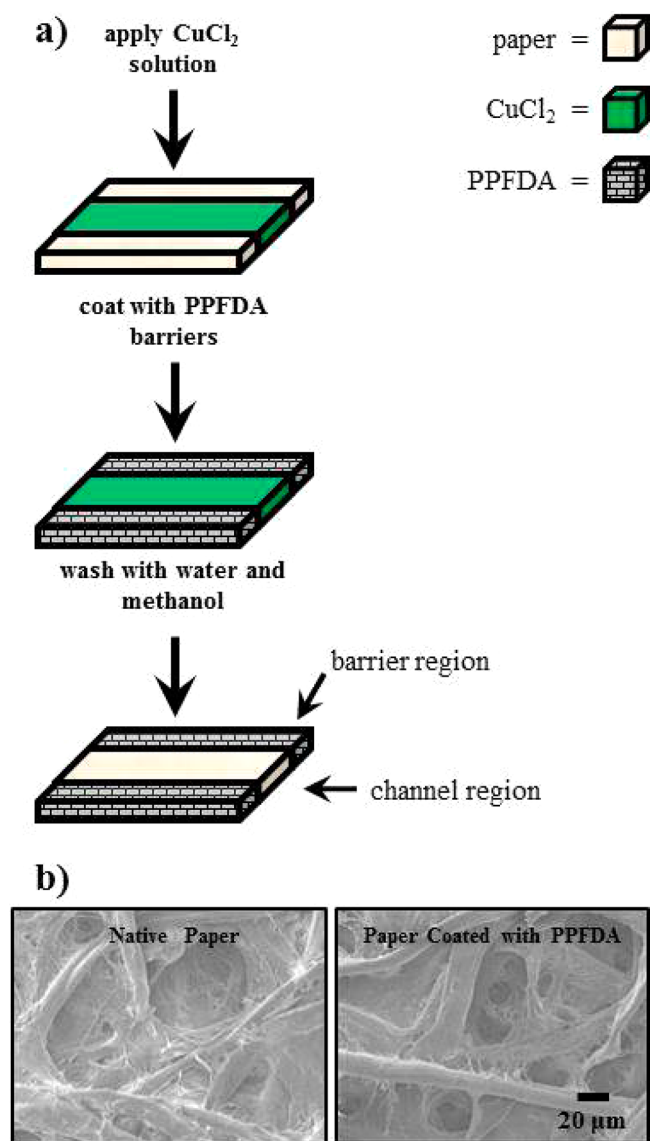 a)
apply CuCl₂
solution
paper =
CuCl₂ =
PPFDA =
coat with PPFDA
barriers
wash with water and
methanol
barrier region
channel region
b)
Native Paper
Paper Coated with PPFDA
20 μm